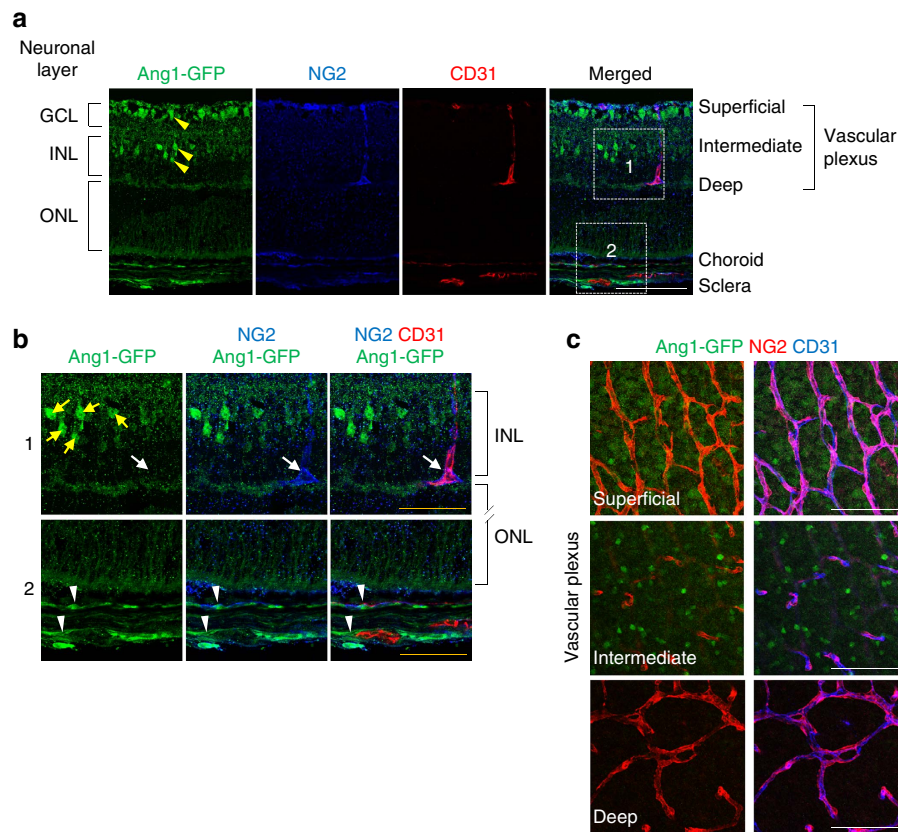 a
Neuronal
layer
Ang1-GFP
NG2
CD31
Merged
GCL
INL
ONL
1
2
Superficial
Intermediate
Deep
Vascular
plexus
Choroid
Sclera
b
NG2
NG2 CD31
Ang1-GFP
Ang1-GFP
Ang1-GFP
1
2
INL
ONL
c
Ang1-GFP NG2 CD31
Vascular plexus
Superficial
Intermediate
Deep